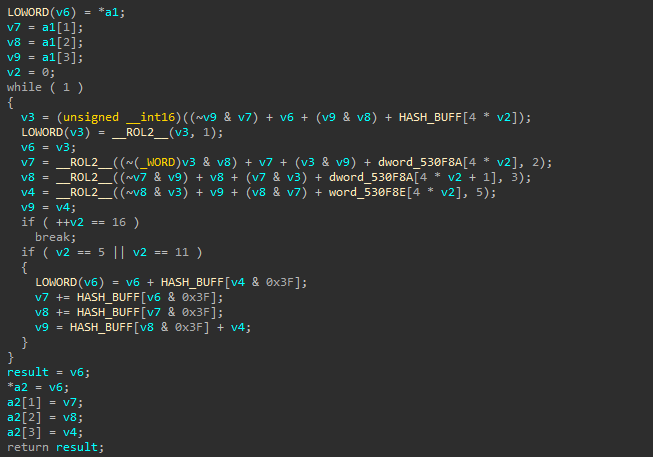 LOWORD(v6) = *a1;
v7 = a1[1];
v8 = a1[2];
v9 = a1[3];
v2 = 0;
while ( 1 )
{
  v3 = (unsigned __int16)((~v9 & v7) + v6 + (v9 & v8) + HASH_BUFF[4 * v2]);
  LOWORD(v3) = __ROL2__(v3, 1);
  v6 = v3;
  v7 = __ROL2__((~(_WORD)v3 & v8) + v7 + (v3 & v9) + dword_530F8A[4 * v2], 2);
  v8 = __ROL2__((~v7 & v9) + v8 + (v7 & v3) + dword_530F8A[4 * v2 + 1], 3);
  v4 = __ROL2__((~v8 & v3) + v9 + (v8 & v7) + word_530F8E[4 * v2], 5);
  v9 = v4;
  if ( ++v2 == 16 )
    break;
  if ( v2 == 5 || v2 == 11 )
  {
    LOWORD(v6) = v6 + HASH_BUFF[v4 & 0x3F];
    v7 += HASH_BUFF[v6 & 0x3F];
    v8 += HASH_BUFF[v7 & 0x3F];
    v9 = HASH_BUFF[v8 & 0x3F] + v4;
  }
}
result = v6;
*a2 = v6;
a2[1] = v7;
a2[2] = v8;
a2[3] = v4;
return result;